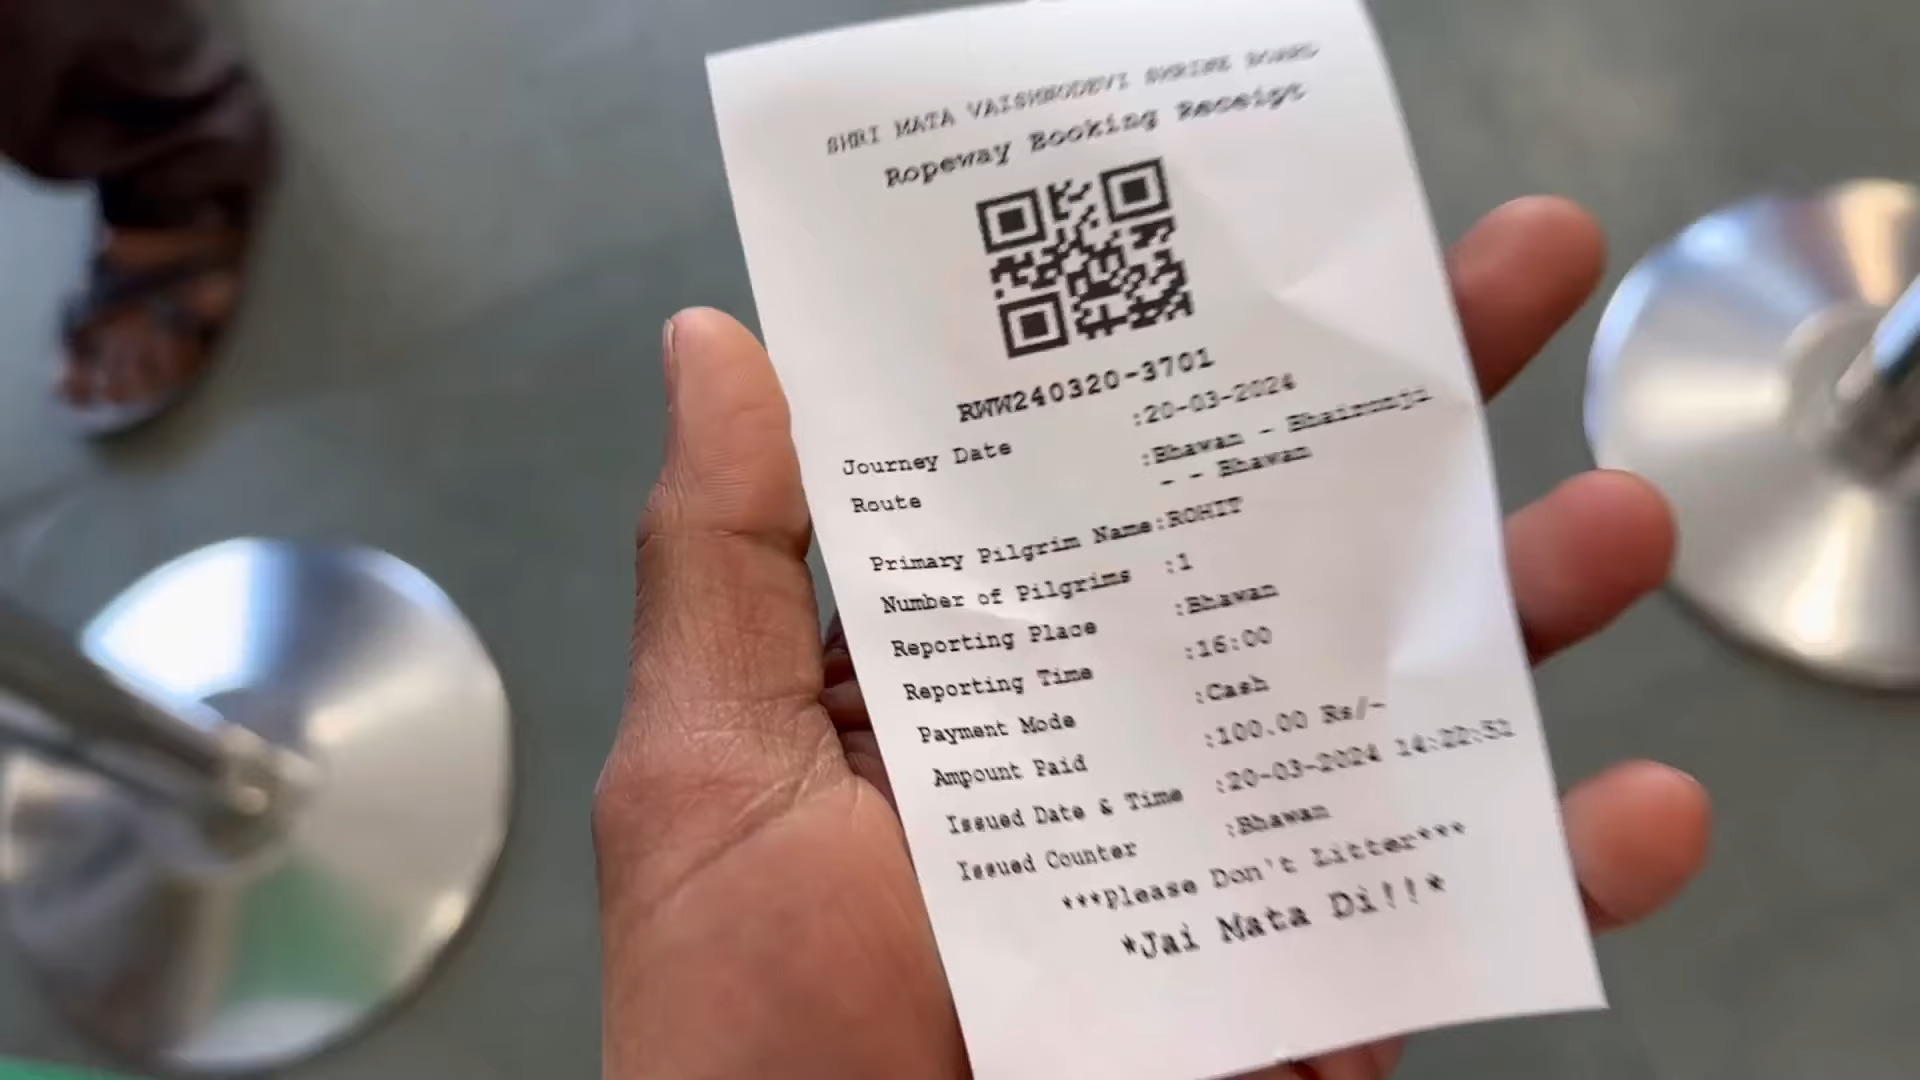 SHRI MATA VAISHNODEVI SHRINE BOARD
Ropeway Booking Receipt
RWW240320-3701
Journey Date :20-03-2024
Route :Bhawan - Bhaironji
- - Bhawan
Primary Pilgrim Name:ROHIT
Number of Pilgrims :1
Reporting Place :Bhawan
Reporting Time :16:00
Payment Mode :Cash
Ampount Paid :100.00 Rs/-
Issued Date & Time :20-03-2024 14:22:52
Issued Counter :Bhawan
***Please Don't Litter***
*Jai Mata Di!!*